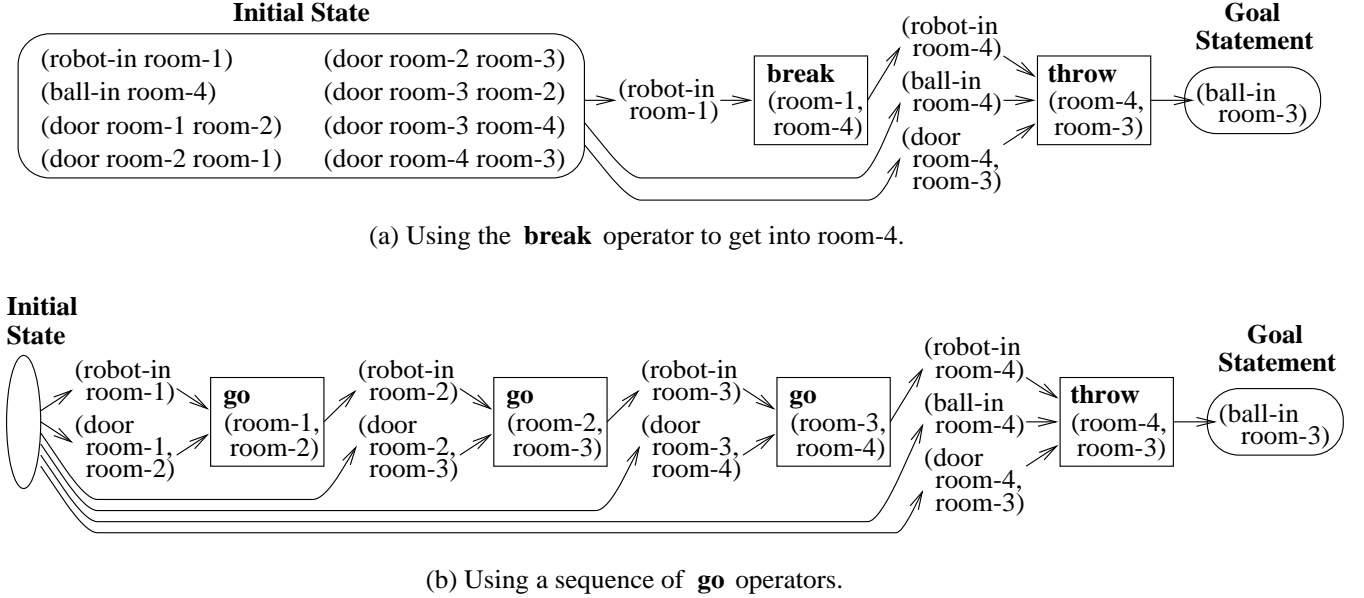 Initial State
(robot-in room-1)
(ball-in room-4)
(door room-1 room-2)
(door room-2 room-1)
(door room-2 room-3)
(door room-3 room-2)
(door room-3 room-4)
(door room-4 room-3)
(robot-in
room-1)
break
(room-1,
room-4)
(robot-in
room-4)
(ball-in
room-4)
(door
room-4,
room-3)
throw
(room-4,
room-3)
Goal
Statement
(ball-in
room-3)
(a) Using the break operator to get into room-4.
Initial
State
(robot-in
room-1)
(door
room-1,
room-2)
go
(room-1,
room-2)
(robot-in
room-2)
(door
room-2,
room-3)
go
(room-2,
room-3)
(robot-in
room-3)
(door
room-3,
room-4)
go
(room-3,
room-4)
(robot-in
room-4)
(ball-in
room-4)
(door
room-4,
room-3)
throw
(room-4,
room-3)
Goal
Statement
(ball-in
room-3)
(b) Using a sequence of go operators.